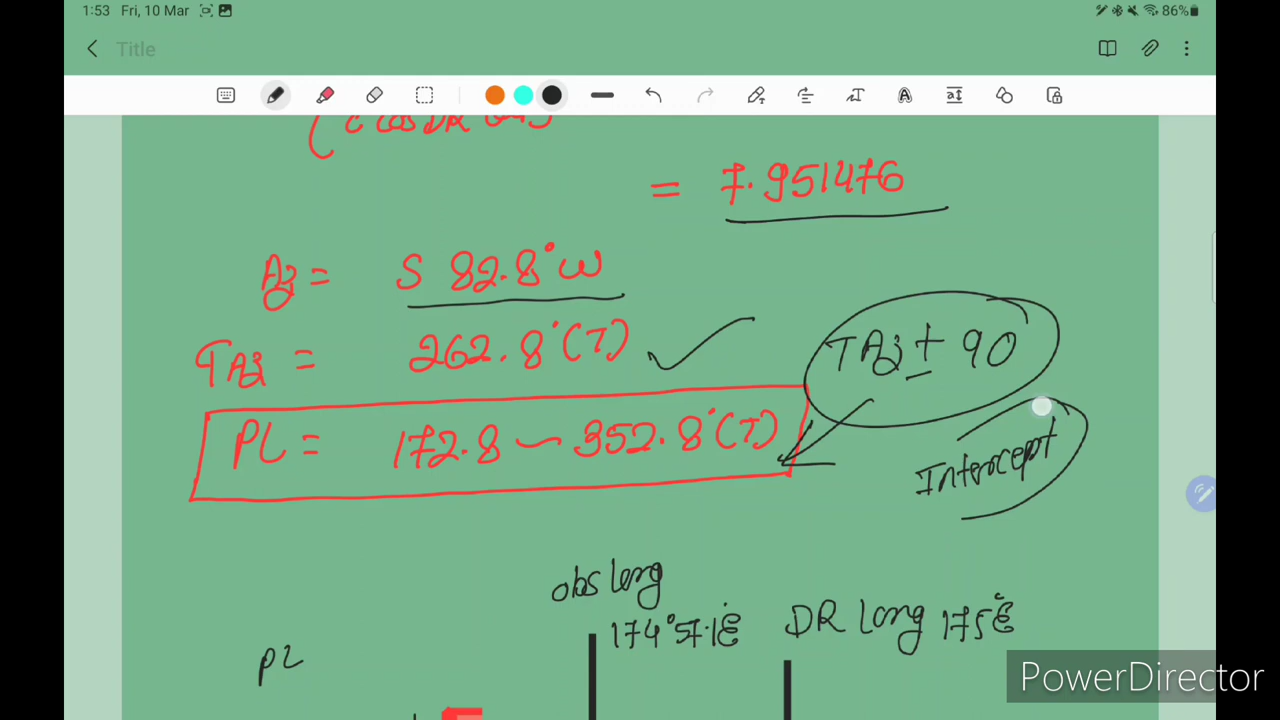 1:53 Fri, 10 Mar 86%
Title
= 7.951476
Az = S 82.8° W
TAz = 262.8°(T)
TAz ± 90
PL = 172.8 — 352.8°(T)
Intercept
obs long
174° 57.1E
DR long 175°E
PL
PowerDirector